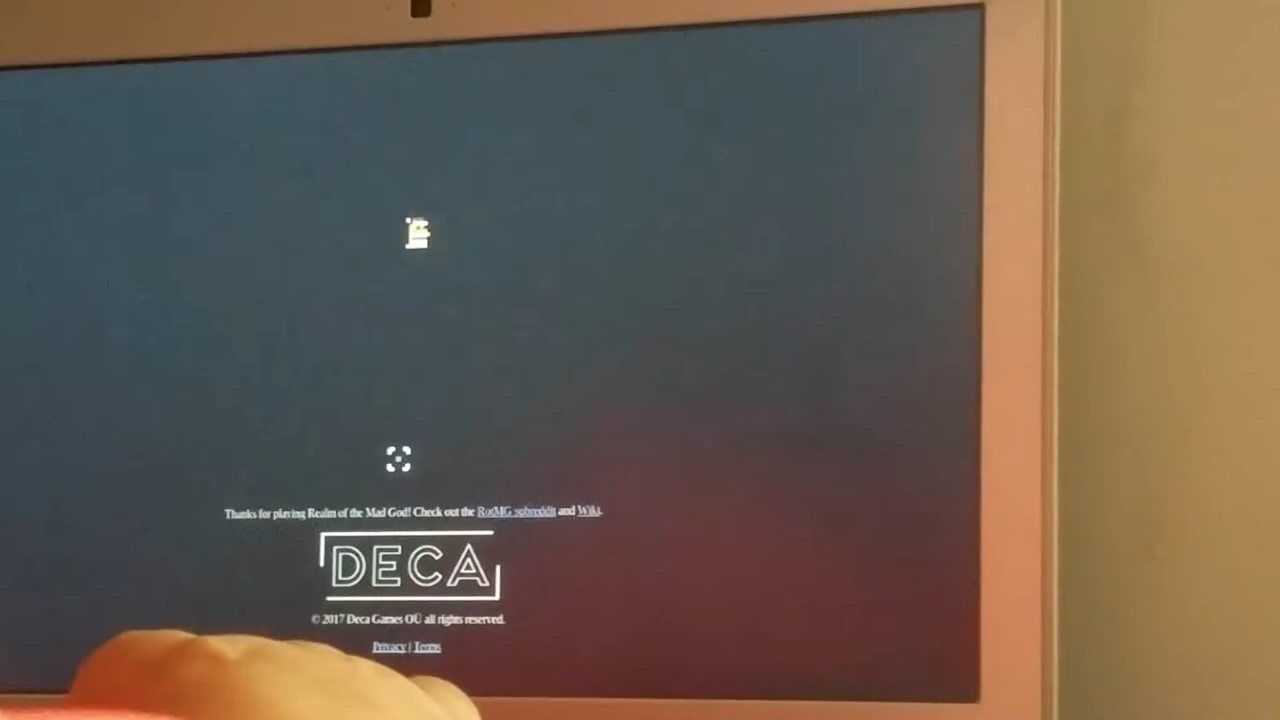 Thanks for playing Realm of the Mad God! Check out the RotMG subreddit and Wiki.
DECA
© 2017 Deca Games OÜ all rights reserved.
Privacy | Terms